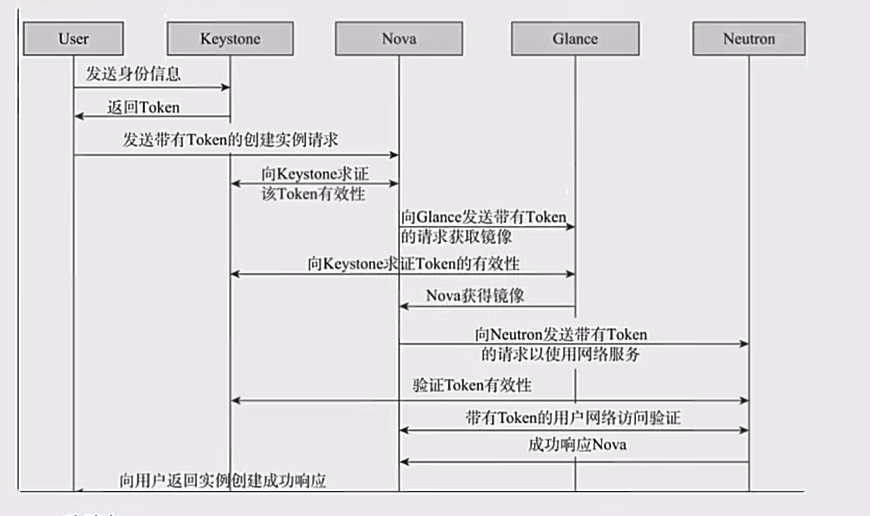 User
Keystone
Nova
Glance
Neutron
发送身份信息
返回Token
发送带有Token的创建实例请求
向Keystone求证
该Token有效性
向Glance发送带有Token
的请求获取镜像
向Keystone求证Token的有效性
Nova获得镜像
向Neutron发送带有Token
的请求以使用网络服务
验证Token有效性
带有Token的用户网络访问验证
成功响应Nova
向用户返回实例创建成功响应